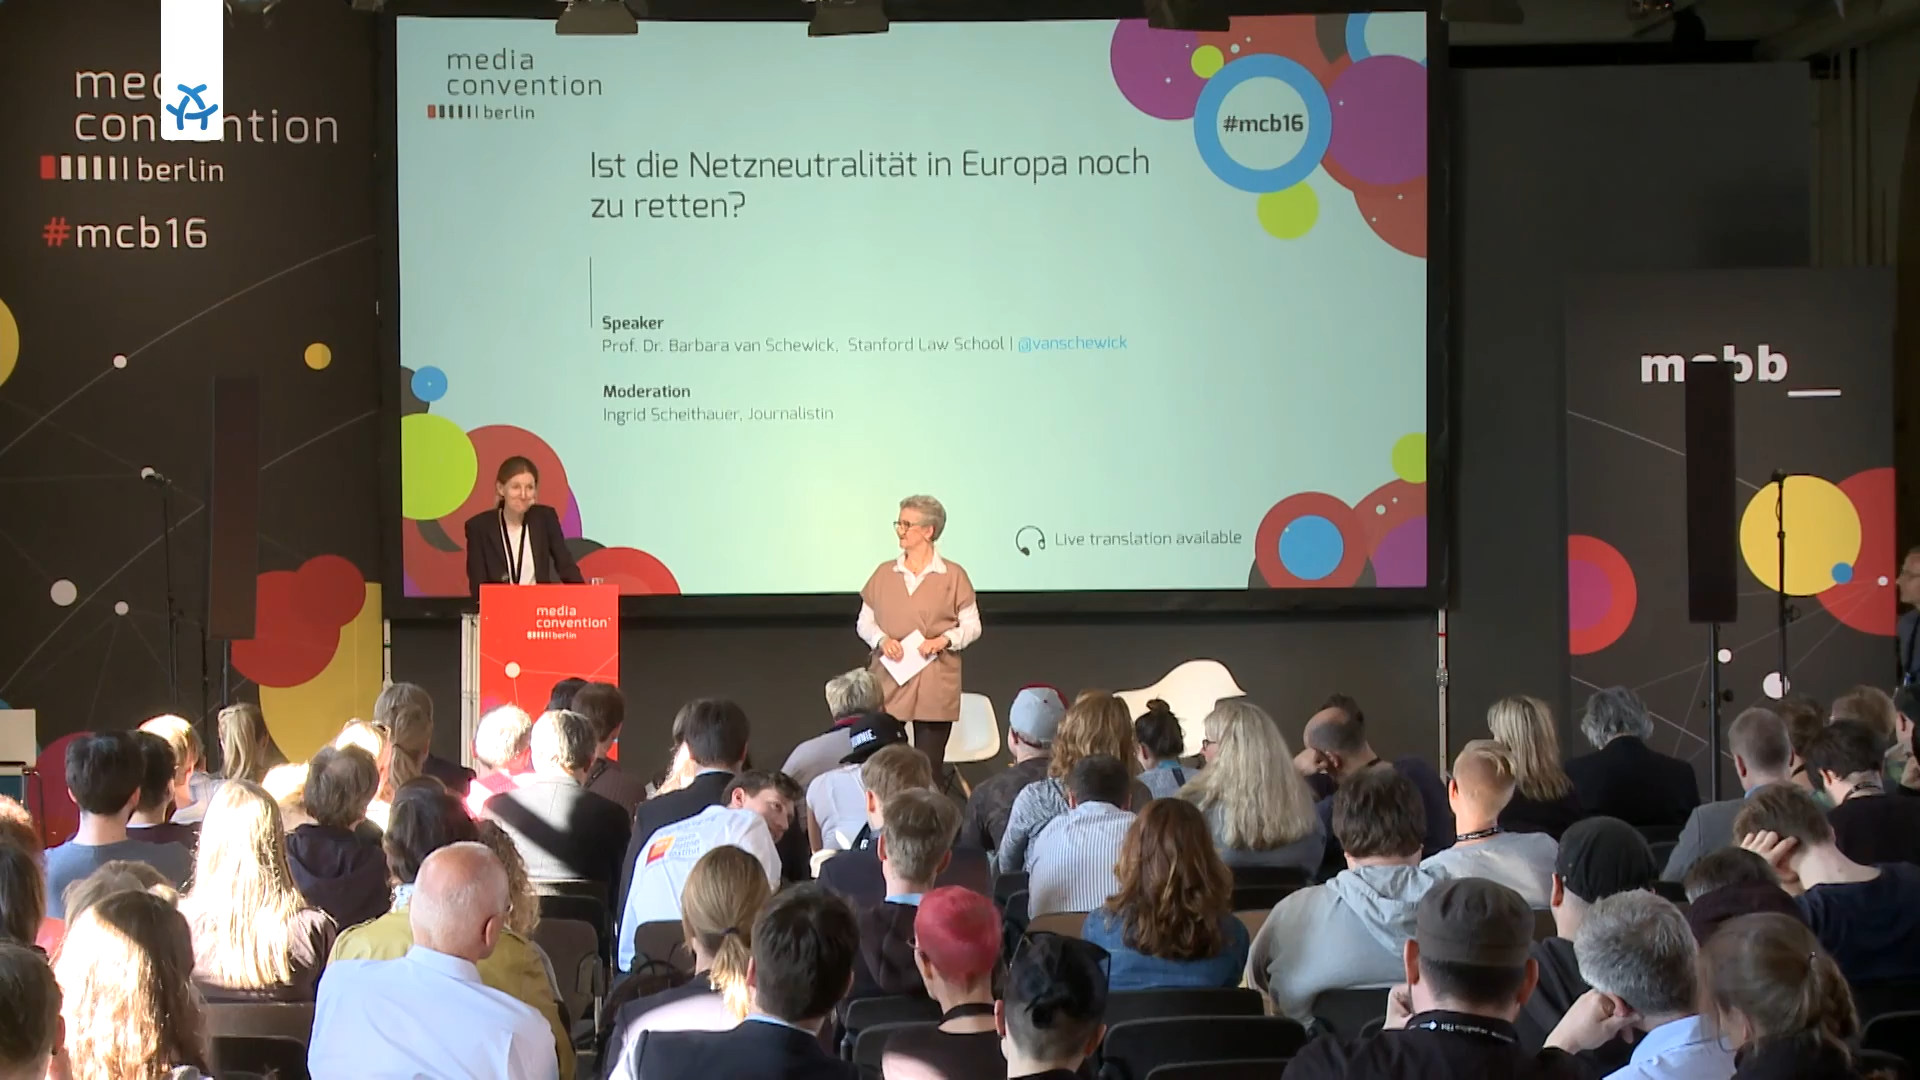 media
convention
berlin
#mcb16
media
convention
berlin
#mcb16
Ist die Netzneutralität in Europa noch
zu retten?
Speaker
Prof. Dr. Barbara van Schewick, Stanford Law School | @vanschewick
Moderation
Ingrid Scheithauer, Journalistin
Live translation available
mabb_
media
convention
berlin